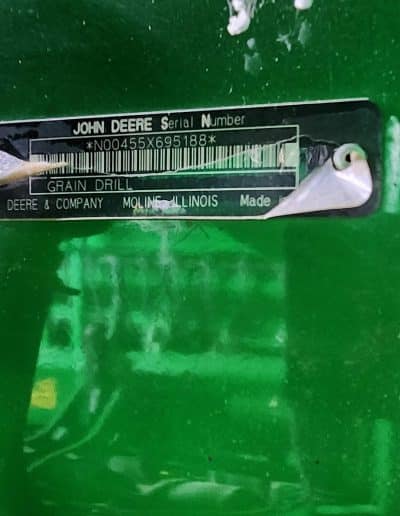 JOHN DEERE Serial Number
*N00455X695188*
GRAIN DRILL
DEERE & COMPANY MOLINE ILLINOIS Made